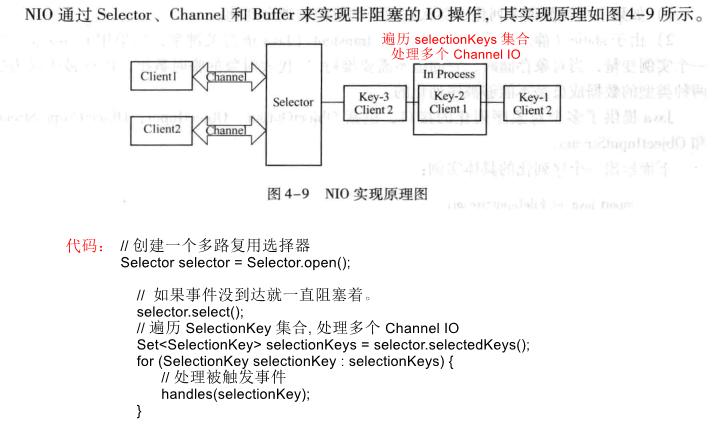 NIO 通过 Selector、Channel 和 Buffer 来实现非阻塞的 IO 操作，其实现原理如图 4-9 所示。
遍历 selectionKeys 集合
处理多个 Channel IO
In Process
Client1
Channel
Selector
Key-3
Client 2
Key-2
Client 1
Key-1
Client 2
Client2
Channel
图 4-9 NIO 实现原理图
代码： // 创建一个多路复用选择器
Selector selector = Selector.open();
// 如果事件没到达就一直阻塞着。
selector.select();
// 遍历 SelectionKey 集合, 处理多个 Channel IO
Set<SelectionKey> selectionKeys = selector.selectedKeys();
for (SelectionKey selectionKey : selectionKeys) {
// 处理被触发事件
handles(selectionKey);
}